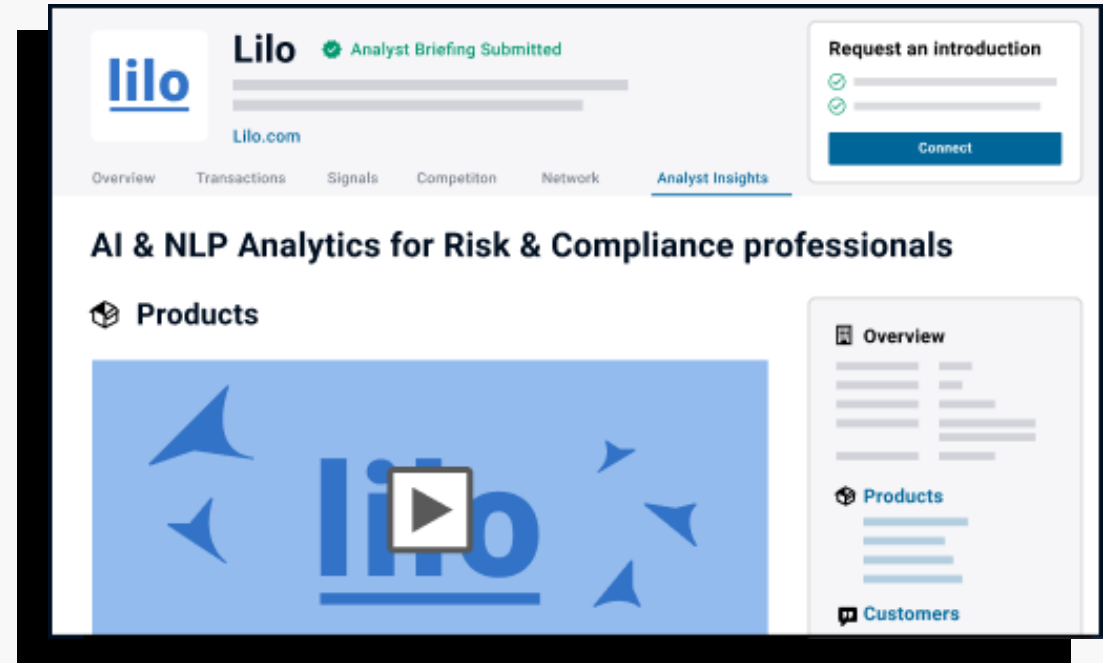 lilo
Lilo
Analyst Briefing Submitted
Lilo.com
Request an introduction
Connect
Overview
Transactions
Signals
Competiton
Network
Analyst Insights
AI & NLP Analytics for Risk & Compliance professionals
Products
lilo
Overview
Products
Customers